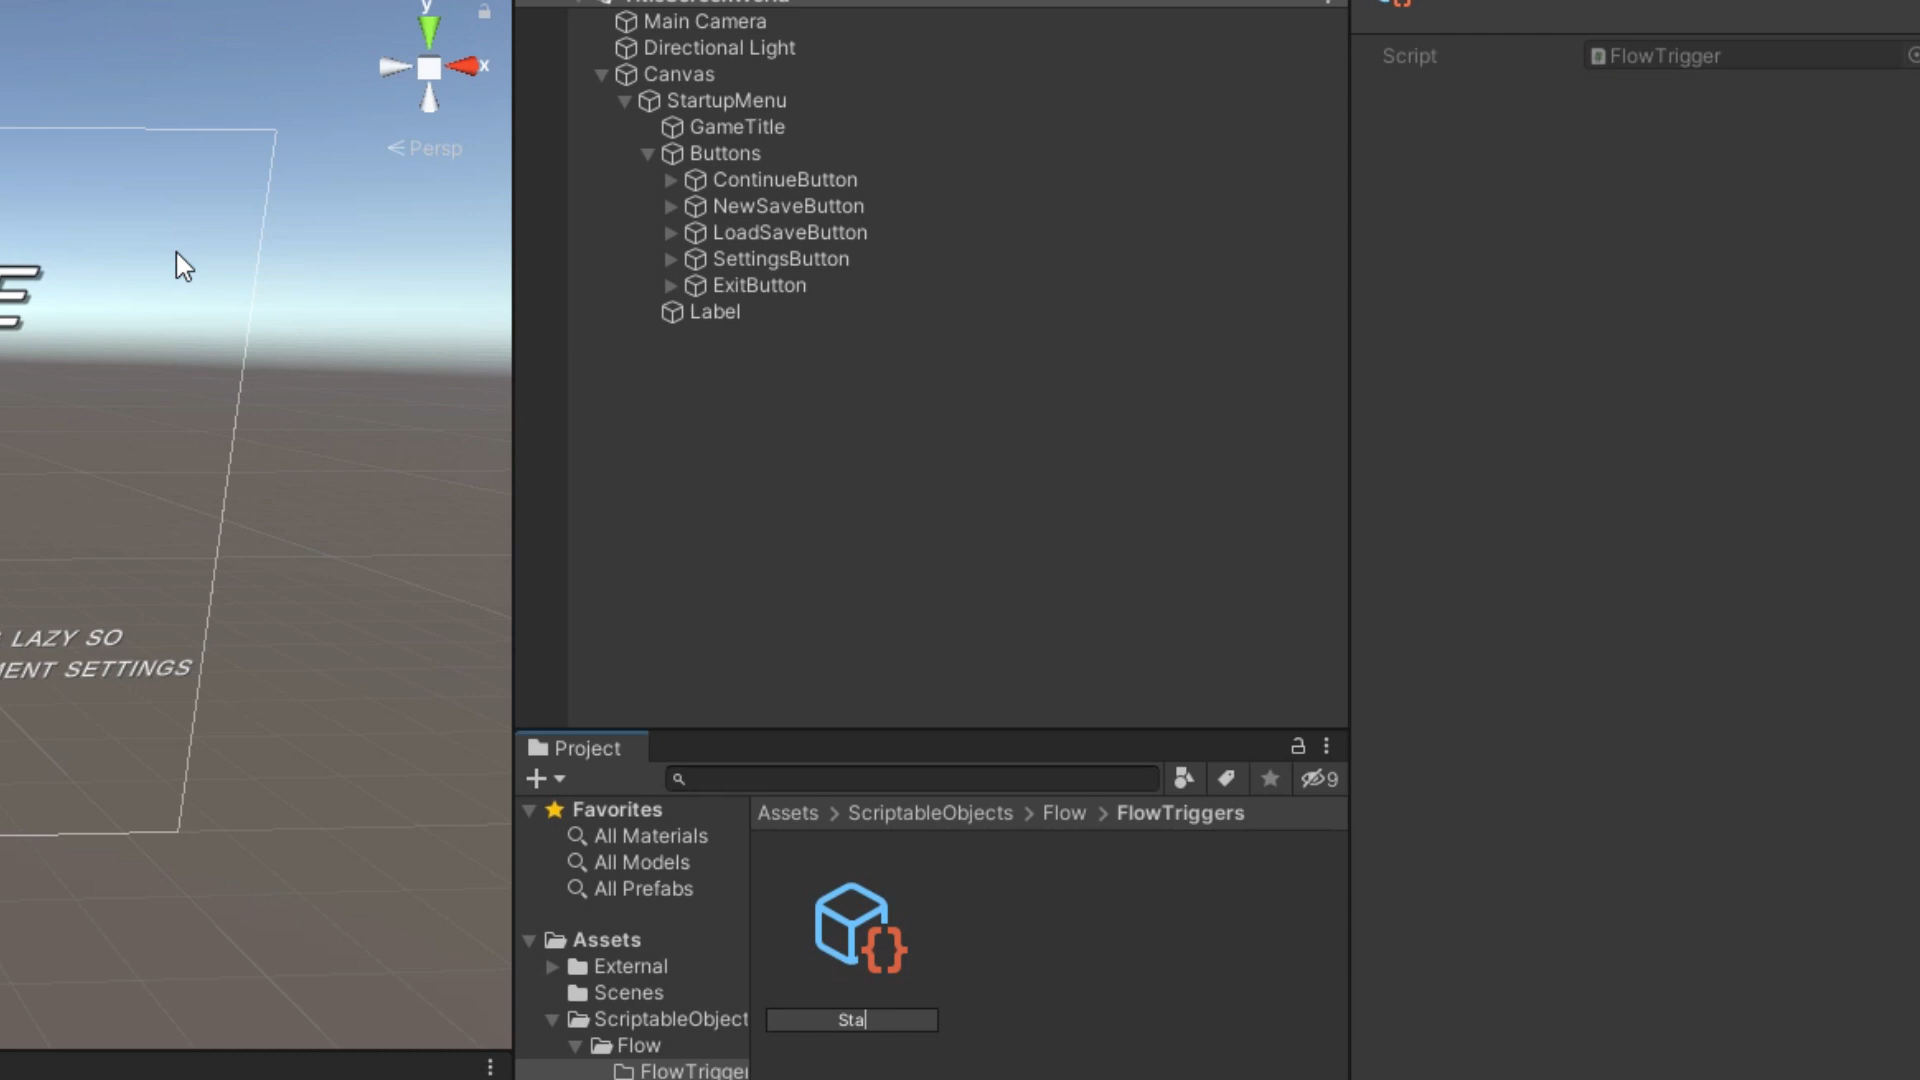 y
x
Persp
LAZY SO
MENT SETTINGS
Main Camera
Directional Light
Canvas
StartupMenu
GameTitle
Buttons
ContinueButton
NewSaveButton
LoadSaveButton
SettingsButton
ExitButton
Label
Script
FlowTrigger
Project
9
Favorites
All Materials
All Models
All Prefabs
Assets
External
Scenes
ScriptableObject
Flow
FlowTrigger
Assets > ScriptableObjects > Flow > FlowTriggers
Sta